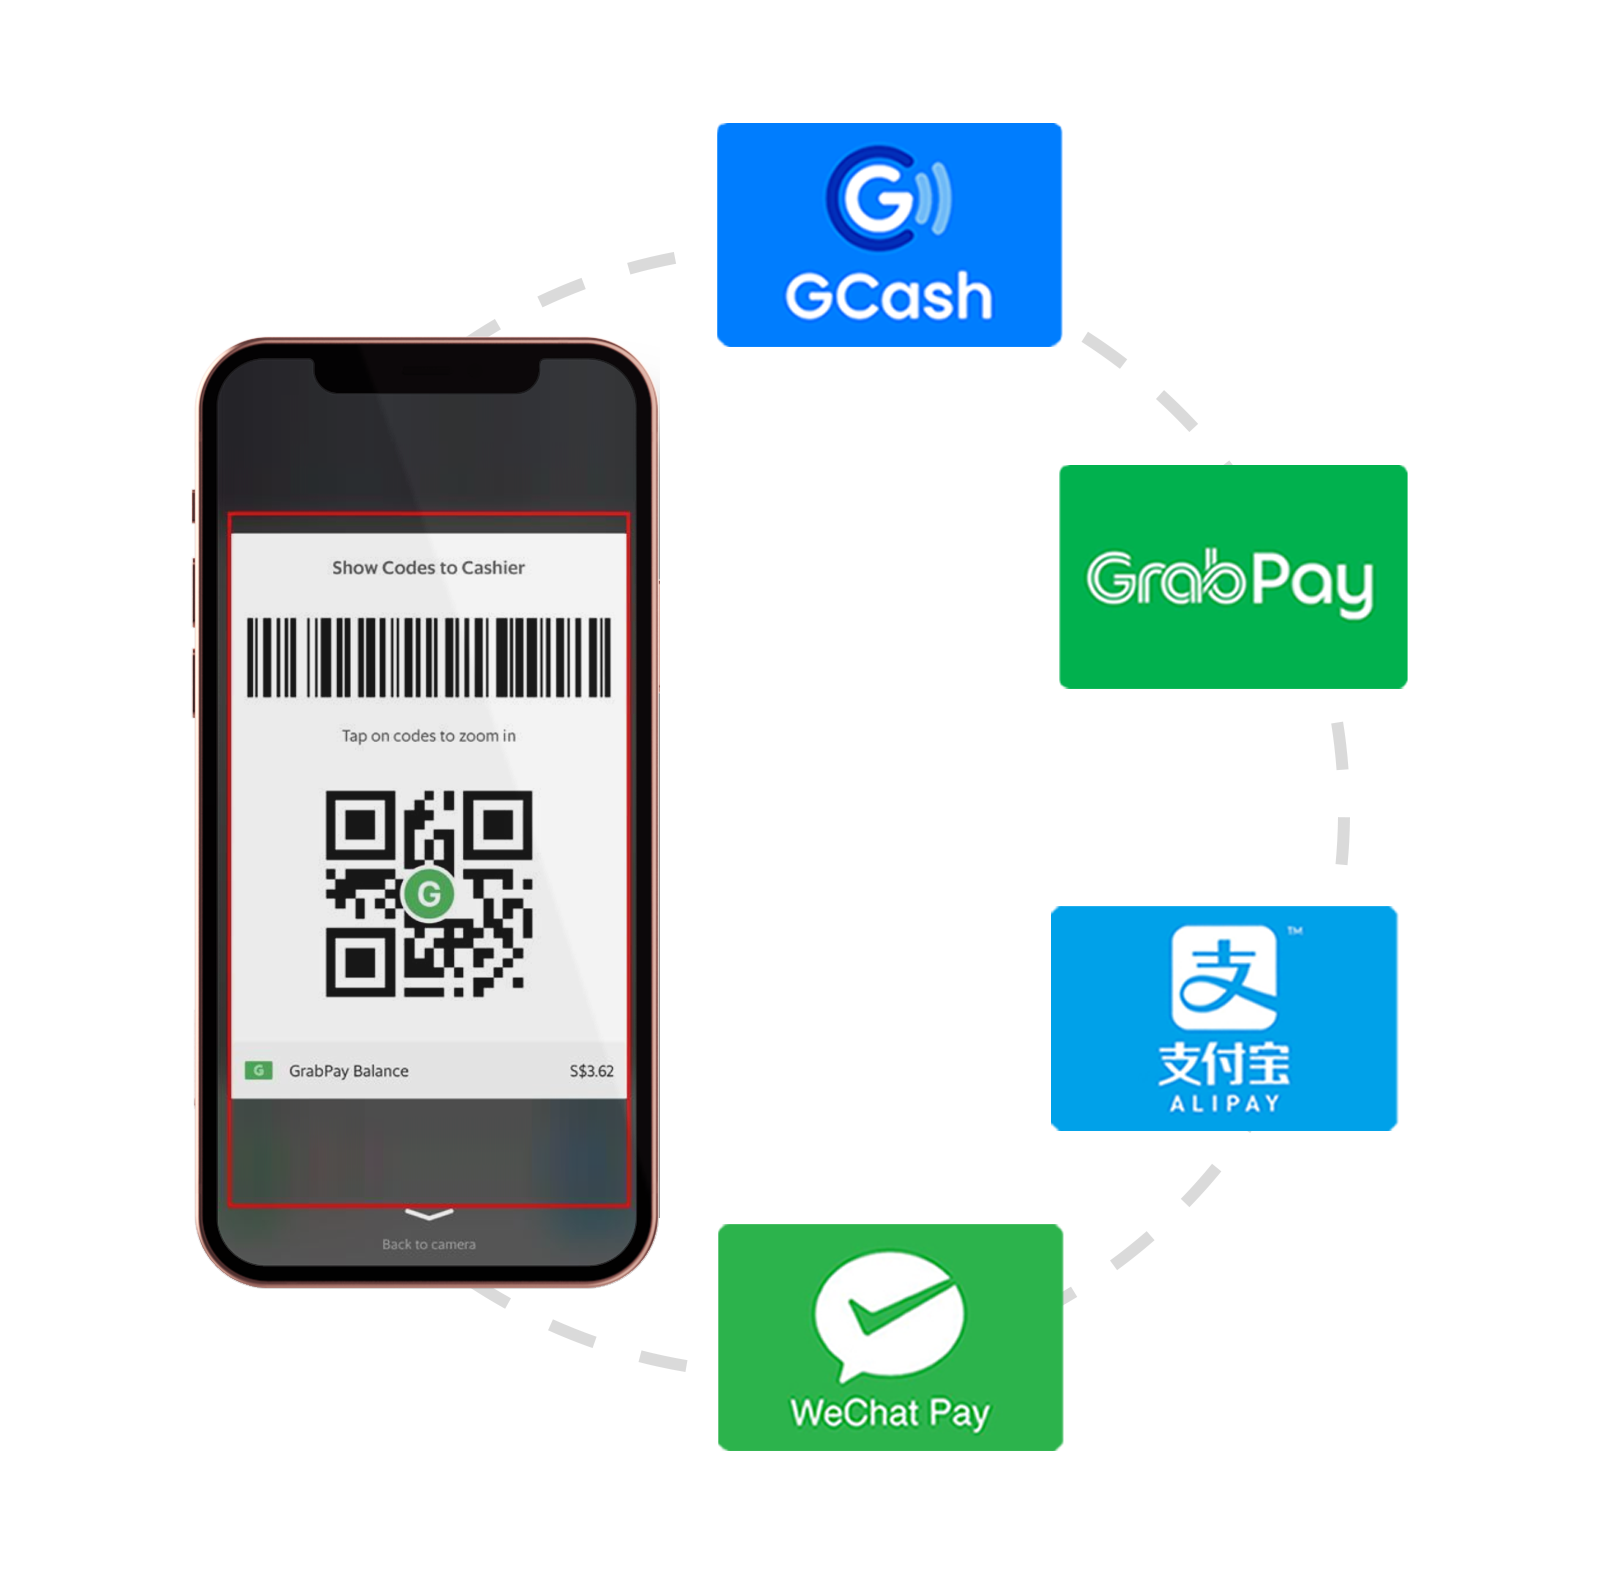 Show Codes to Cashier
Tap on codes to zoom in
G
G GrabPay Balance S$3.62
Back to camera
G
GCash
GrabPay
支 ™
支付宝
ALIPAY
WeChat Pay